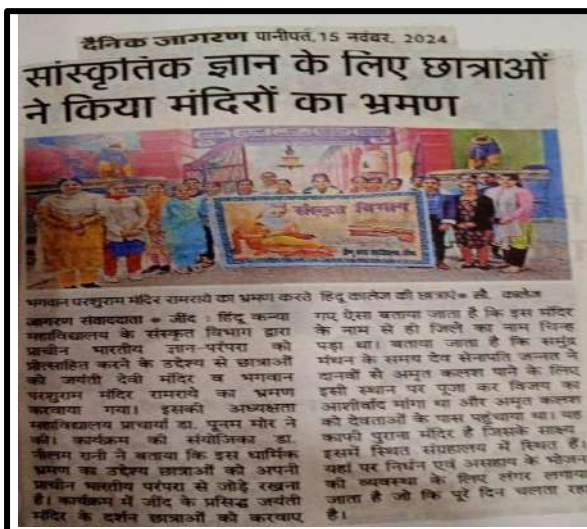 दैनिक जागरण पानीपत, 15 नवंबर, 2024
सांस्कृतिक ज्ञान के लिए छात्राओं
ने किया मंदिरों का भ्रमण
संस्कृत विभाग
भगवान परशुराम मंदिर रामराये का भ्रमण करते हिंदू कालेज की छात्राएं● सौ. कालेज
जागरण संवाददाता ● जींद : हिंदू कन्या
महाविद्यालय के संस्कृत विभाग द्वारा
प्राचीन भारतीय ज्ञान-परंपरा को
प्रोत्साहित करने के उद्देश्य से छात्राओं
को जयंती देवी मंदिर व भगवान
परशुराम मंदिर रामराये का भ्रमण
करवाया गया। इसकी अध्यक्षता
महाविद्यालय प्राचार्या डा. पूनम मोर ने
की। कार्यक्रम की संयोजिका डा.
नीलम रानी ने बताया कि इस धार्मिक
भ्रमण का उद्देश्य छात्राओं को अपनी
प्राचीन भारतीय परंपरा से जोड़े रखना
है। कार्यक्रम में जींद के प्रसिद्ध जयंती
मंदिर के दर्शन छात्राओं को करवाए
गए ऐसा बताया जाता है कि इस मंदिर
के नाम से ही जिले का नाम चिन्ह
पड़ा था। बताया जाता है कि समुंद्र
मंथन के समय देव सेनापति जन्नत ने
दानवों से अमृत कलश पाने के लिए
इसी स्थान पर पूजा कर विजय का
आशीर्वाद मांगा था और अमृत कलश
को देवताओं के पास पहुंचाया था। यह
काफी पुराना मंदिर है जिसके साक्ष्य
इसमें स्थित संग्रहालय में स्थित हैं।
यहां पर निर्धन एवं असहाय के भोजन
की व्यवस्था के लिए लंगर लगाया
जाता है जो कि पूरे दिन चलता रहता
है।